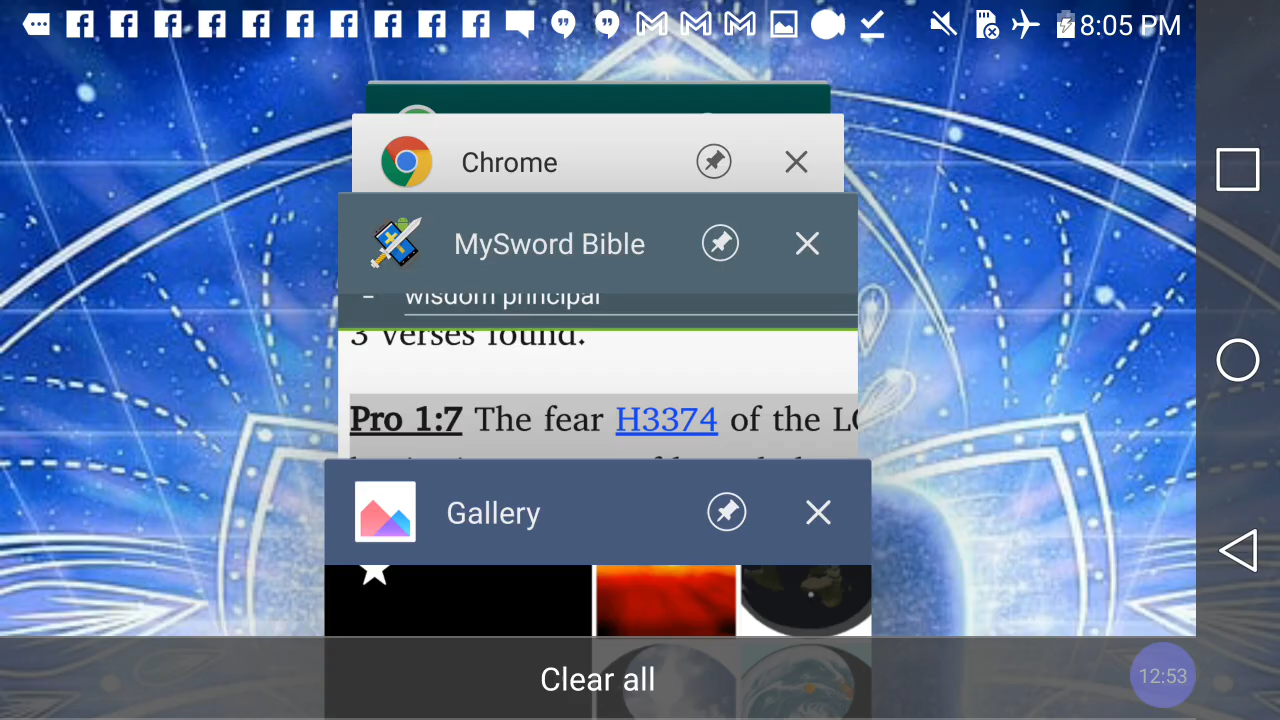 8:05 PM
Chrome
MySword Bible
wisdom principal
3 verses found.
Pro 1:7 The fear H3374 of the LO
Gallery
Clear all
12:53